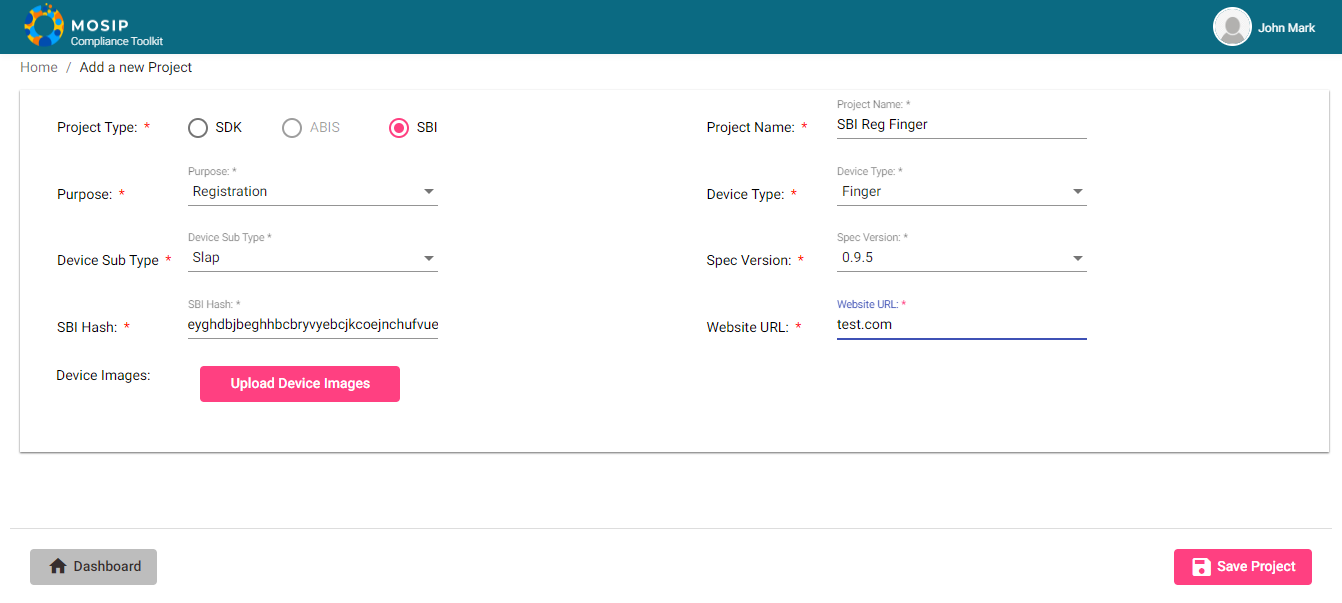 MOSIP
Compliance Toolkit
John Mark
Home / Add a new Project
Project Type: * SDK ABIS SBI
Project Name: *
Project Name: *
SBI Reg Finger
Purpose: *
Purpose: *
Registration
Device Type: *
Device Type: *
Finger
Device Sub Type *
Device Sub Type *
Slap
Spec Version: *
Spec Version: *
0.9.5
SBI Hash: *
SBI Hash: *
eyghdbjbeghhbcbryvyebcjkcoejnchufvue
Website URL: *
Website URL: *
test.com
Device Images:
Upload Device Images
Dashboard
Save Project